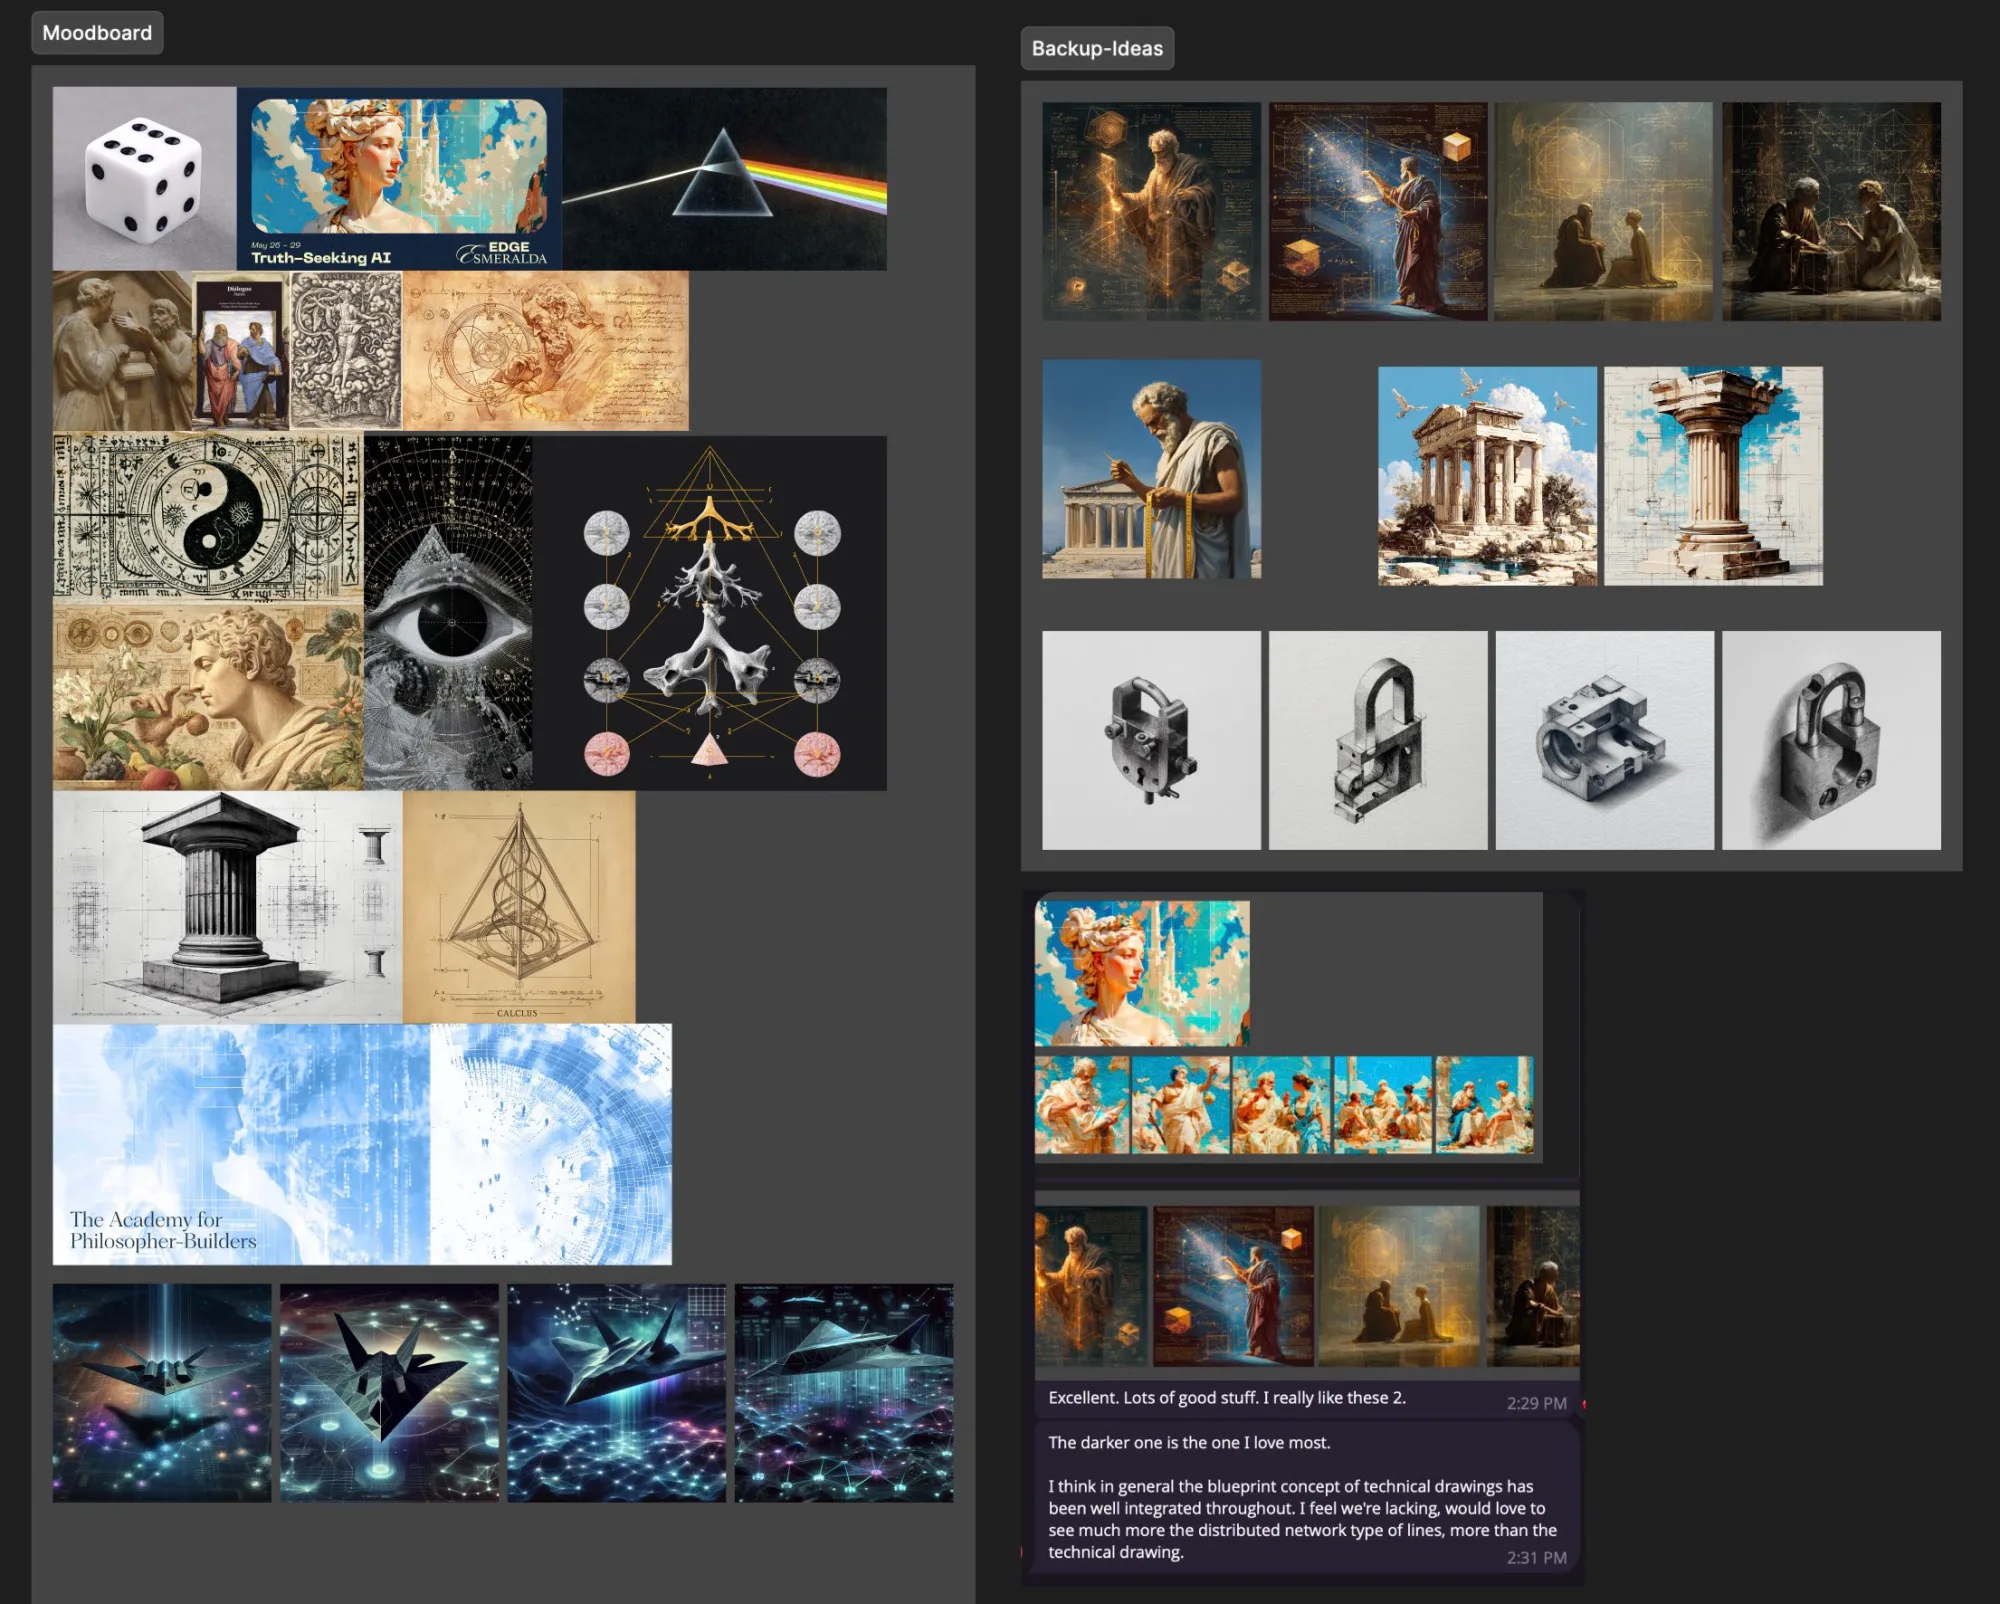 Moodboard
May 26 – 29
Truth-Seeking AI
EDGE
ESMERALDA
CALCLUS
The Academy for
Philosopher-Builders
Backup-Ideas
Excellent. Lots of good stuff. I really like these 2.
2:29 PM
The darker one is the one I love most.
I think in general the blueprint concept of technical drawings has
been well integrated throughout. I feel we're lacking, would love to
see much more the distributed network type of lines, more than the
technical drawing.
2:31 PM